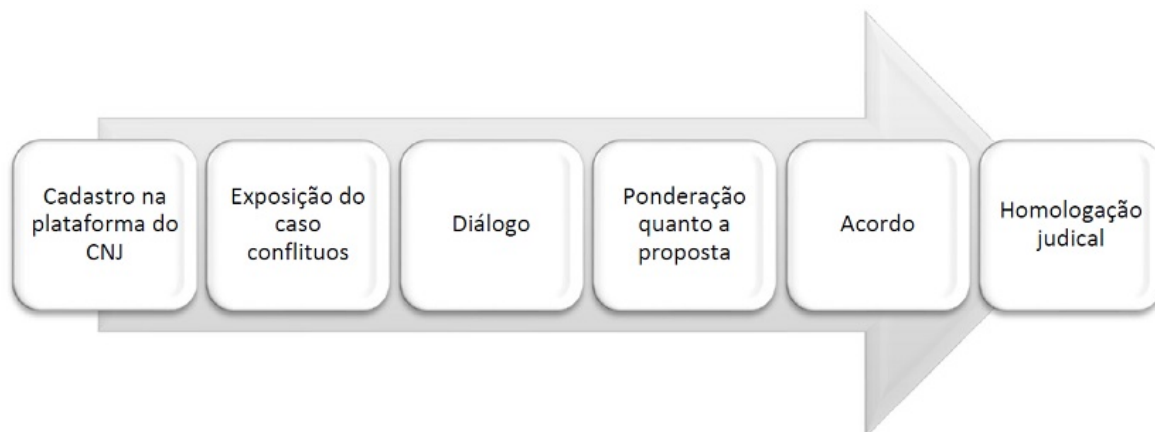 Cadastro na
plataforma do
CNJ
Exposição do
caso
conflituos
Diálogo
Ponderação
quanto a
proposta
Acordo
Homologação
judical